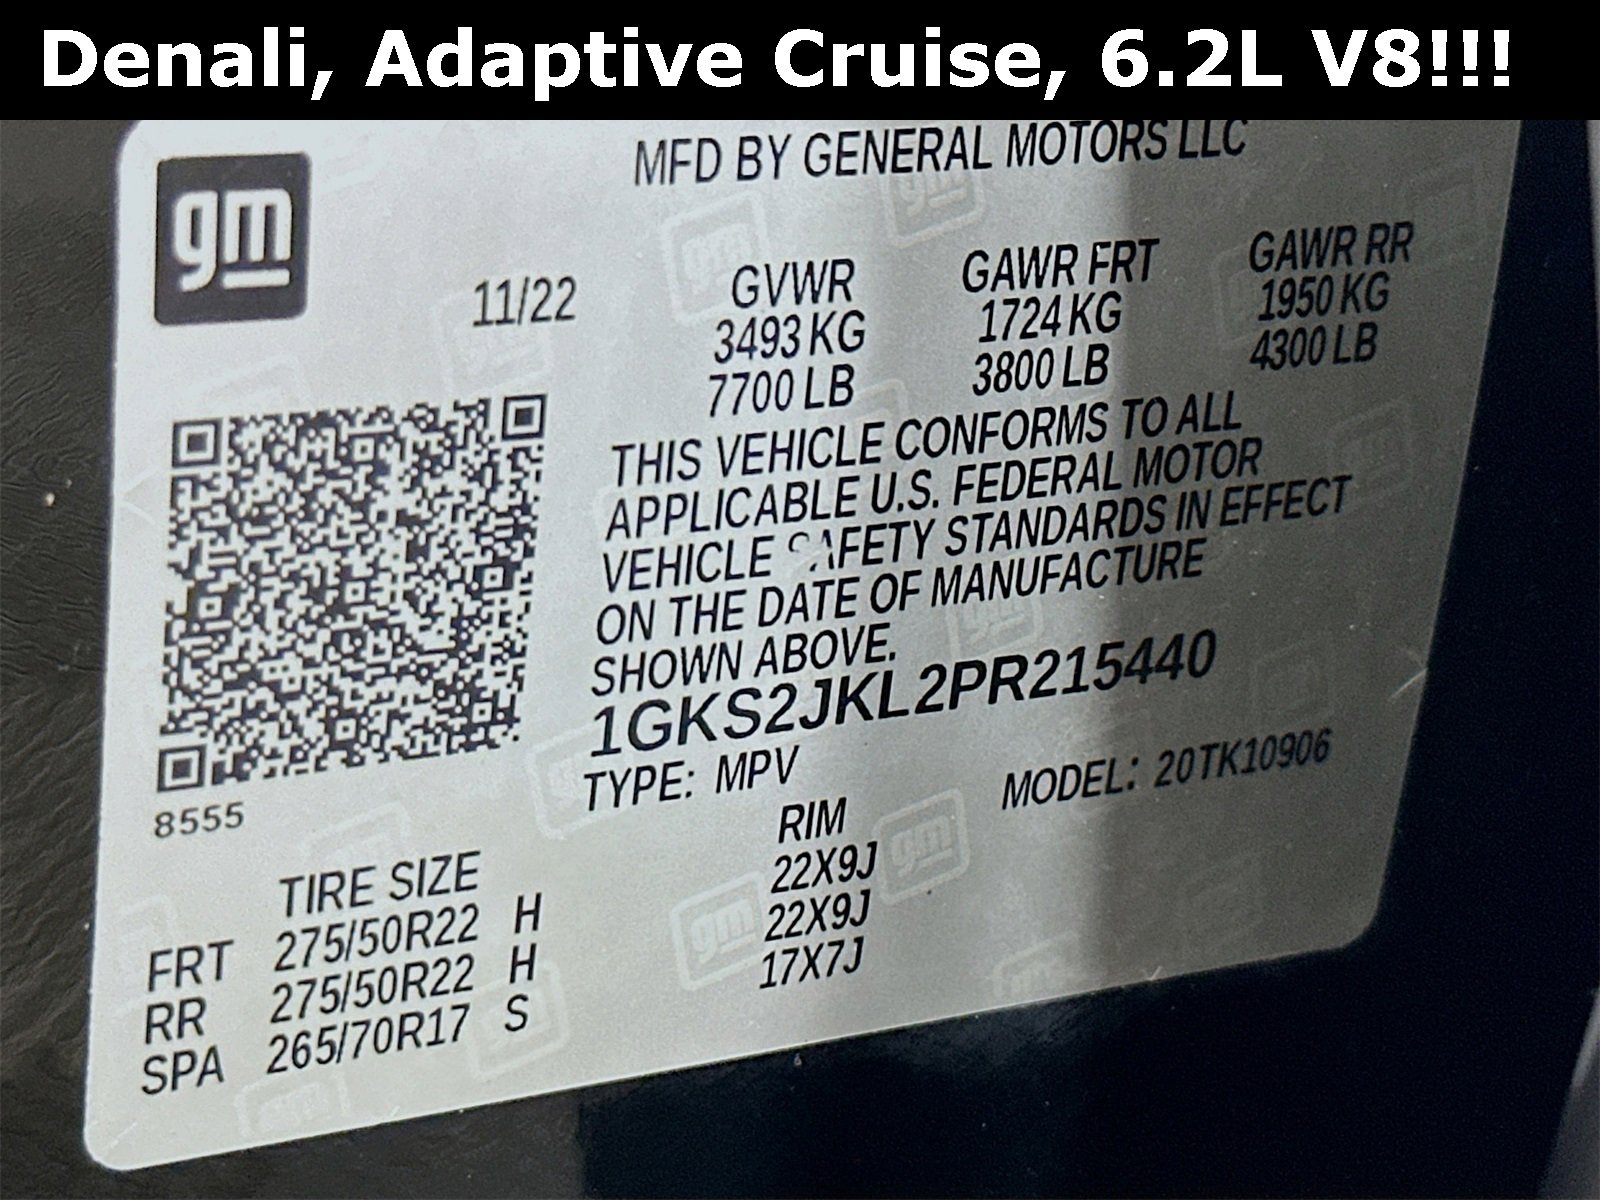 Denali, Adaptive Cruise, 6.2L V8!!!
gm
MFD BY GENERAL MOTORS LLC
11/22
GVWR GAWR FRT GAWR RR
3493 KG 1724 KG 1950 KG
7700 LB 3800 LB 4300 LB
THIS VEHICLE CONFORMS TO ALL
APPLICABLE U.S. FEDERAL MOTOR
VEHICLE SAFETY STANDARDS IN EFFECT
ON THE DATE OF MANUFACTURE
SHOWN ABOVE.
1GKS2JKL2PR215440
TYPE: MPV MODEL: 20TK10906
8555
TIRE SIZE RIM
FRT 275/50R22 H 22X9J
RR 275/50R22 H 22X9J
SPA 265/70R17 S 17X7J